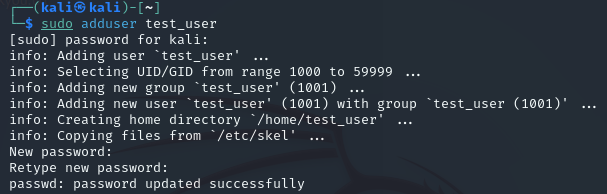 ┌──(kali㉿kali)-[~]
└─$ sudo adduser test_user
[sudo] password for kali:
info: Adding user `test_user' ...
info: Selecting UID/GID from range 1000 to 59999 ...
info: Adding new group `test_user' (1001) ...
info: Adding new user `test_user' (1001) with group `test_user (1001)' ...
info: Creating home directory `/home/test_user' ...
info: Copying files from `/etc/skel' ...
New password:
Retype new password:
passwd: password updated successfully